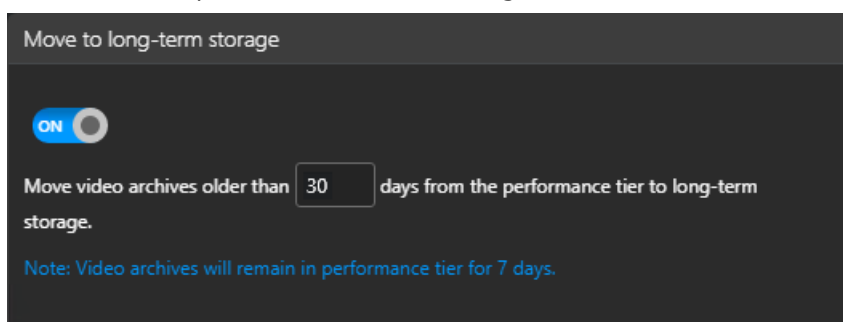 Move to long-term storage
ON
Move video archives older than 30 days from the performance tier to long-term
storage.
Note: Video archives will remain in performance tier for 7 days.